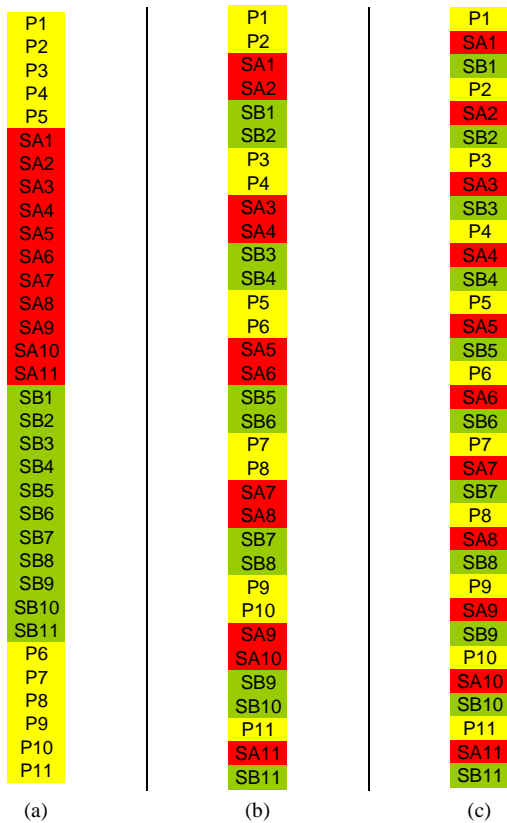 P1
P2
P3
P4
P5
SA1
SA2
SA3
SA4
SA5
SA6
SA7
SA8
SA9
SA10
SA11
SB1
SB2
SB3
SB4
SB5
SB6
SB7
SB8
SB9
SB10
SB11
P6
P7
P8
P9
P10
P11
(a)
P1
P2
SA1
SA2
SB1
SB2
P3
P4
SA3
SA4
SB3
SB4
P5
P6
SA5
SA6
SB5
SB6
P7
P8
SA7
SA8
SB7
SB8
P9
P10
SA9
SA10
SB9
SB10
P11
SA11
SB11
(b)
P1
SA1
SB1
P2
SA2
SB2
P3
SA3
SB3
P4
SA4
SB4
P5
SA5
SB5
P6
SA6
SB6
P7
SA7
SB7
P8
SA8
SB8
P9
SA9
SB9
P10
SA10
SB10
P11
SA11
SB11
(c)